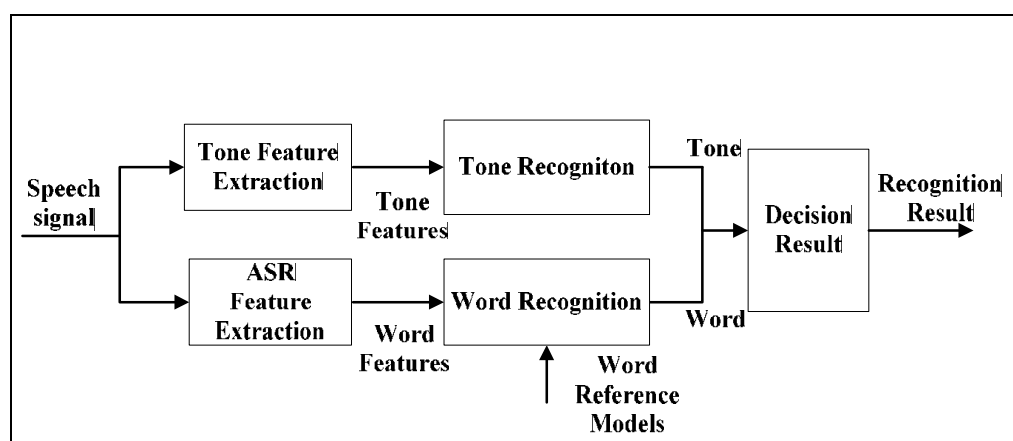 Speech
signal
Tone Feature
Extraction
Tone
Features
Tone Recogniton
Tone
ASR
Feature
Extraction
Word
Features
Word Recognition
Word
Word
Reference
Models
Decision
Result
Recognition
Result